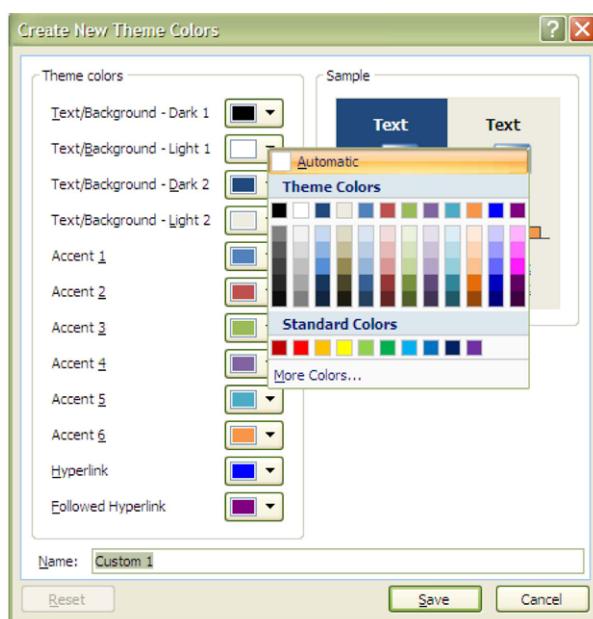 Create New Theme Colors
Theme colors
Text/Background - Dark 1
Text/Background - Light 1
Text/Background - Dark 2
Text/Background - Light 2
Accent 1
Accent 2
Accent 3
Accent 4
Accent 5
Accent 6
Hyperlink
Followed Hyperlink
Sample
Text Text
Automatic
Theme Colors
Standard Colors
More Colors...
Name: Custom 1
Reset Save Cancel